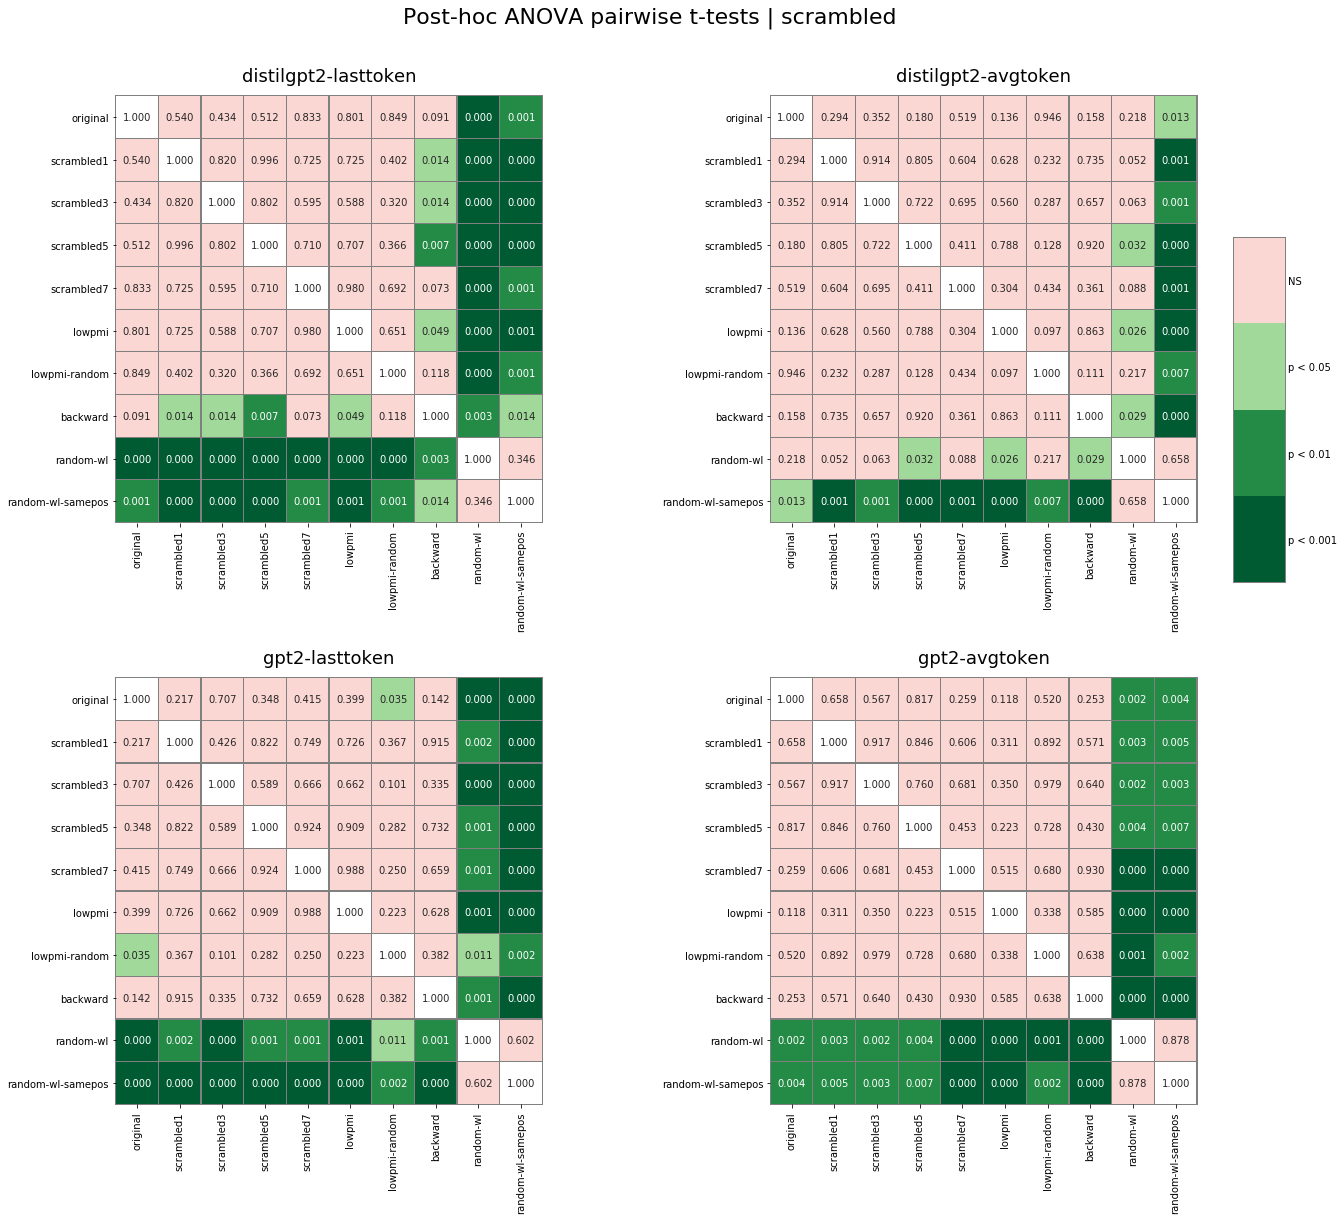 Post-hoc ANOVA pairwise t-tests | scrambled
distilgpt2-lasttoken
original 1.000 0.540 0.434 0.512 0.833 0.801 0.849 0.091 0.000 0.001
scrambled1 0.540 1.000 0.820 0.996 0.725 0.725 0.402 0.014 0.000 0.000
scrambled3 0.434 0.820 1.000 0.802 0.595 0.588 0.320 0.014 0.000 0.000
scrambled5 0.512 0.996 0.802 1.000 0.710 0.707 0.366 0.007 0.000 0.000
scrambled7 0.833 0.725 0.595 0.710 1.000 0.980 0.692 0.073 0.000 0.001
lowpmi 0.801 0.725 0.588 0.707 0.980 1.000 0.651 0.049 0.000 0.001
lowpmi-random 0.849 0.402 0.320 0.366 0.692 0.651 1.000 0.118 0.000 0.001
backward 0.091 0.014 0.014 0.007 0.073 0.049 0.118 1.000 0.003 0.014
random-wl 0.000 0.000 0.000 0.000 0.000 0.000 0.000 0.003 1.000 0.346
random-wl-samepos 0.001 0.000 0.000 0.000 0.001 0.001 0.001 0.014 0.346 1.000
original scrambled1 scrambled3 scrambled5 scrambled7 lowpmi lowpmi-random backward random-wl random-wl-samepos
distilgpt2-avgtoken
original 1.000 0.294 0.352 0.180 0.519 0.136 0.946 0.158 0.218 0.013
scrambled1 0.294 1.000 0.914 0.805 0.604 0.628 0.232 0.735 0.052 0.001
scrambled3 0.352 0.914 1.000 0.722 0.695 0.560 0.287 0.657 0.063 0.001
scrambled5 0.180 0.805 0.722 1.000 0.411 0.788 0.128 0.920 0.032 0.000
scrambled7 0.519 0.604 0.695 0.411 1.000 0.304 0.434 0.361 0.088 0.001
lowpmi 0.136 0.628 0.560 0.788 0.304 1.000 0.097 0.863 0.026 0.000
lowpmi-random 0.946 0.232 0.287 0.128 0.434 0.097 1.000 0.111 0.217 0.007
backward 0.158 0.735 0.657 0.920 0.361 0.863 0.111 1.000 0.029 0.000
random-wl 0.218 0.052 0.063 0.032 0.088 0.026 0.217 0.029 1.000 0.658
random-wl-samepos 0.013 0.001 0.001 0.000 0.001 0.000 0.007 0.000 0.658 1.000
original scrambled1 scrambled3 scrambled5 scrambled7 lowpmi lowpmi-random backward random-wl random-wl-samepos
NS
p < 0.05
p < 0.01
p < 0.001
gpt2-lasttoken
original 1.000 0.217 0.707 0.348 0.415 0.399 0.035 0.142 0.000 0.000
scrambled1 0.217 1.000 0.426 0.822 0.749 0.726 0.367 0.915 0.002 0.000
scrambled3 0.707 0.426 1.000 0.589 0.666 0.662 0.101 0.335 0.000 0.000
scrambled5 0.348 0.822 0.589 1.000 0.924 0.909 0.282 0.732 0.001 0.000
scrambled7 0.415 0.749 0.666 0.924 1.000 0.988 0.250 0.659 0.001 0.000
lowpmi 0.399 0.726 0.662 0.909 0.988 1.000 0.223 0.628 0.001 0.000
lowpmi-random 0.035 0.367 0.101 0.282 0.250 0.223 1.000 0.382 0.011 0.002
backward 0.142 0.915 0.335 0.732 0.659 0.628 0.382 1.000 0.001 0.000
random-wl 0.000 0.002 0.000 0.001 0.001 0.001 0.011 0.001 1.000 0.602
random-wl-samepos 0.000 0.000 0.000 0.000 0.000 0.000 0.002 0.000 0.602 1.000
original scrambled1 scrambled3 scrambled5 scrambled7 lowpmi lowpmi-random backward random-wl random-wl-samepos
gpt2-avgtoken
original 1.000 0.658 0.567 0.817 0.259 0.118 0.520 0.253 0.002 0.004
scrambled1 0.658 1.000 0.917 0.846 0.606 0.311 0.892 0.571 0.003 0.005
scrambled3 0.567 0.917 1.000 0.760 0.681 0.350 0.979 0.640 0.002 0.003
scrambled5 0.817 0.846 0.760 1.000 0.453 0.223 0.728 0.430 0.004 0.007
scrambled7 0.259 0.606 0.681 0.453 1.000 0.515 0.680 0.930 0.000 0.000
lowpmi 0.118 0.311 0.350 0.223 0.515 1.000 0.338 0.585 0.000 0.000
lowpmi-random 0.520 0.892 0.979 0.728 0.680 0.338 1.000 0.638 0.001 0.002
backward 0.253 0.571 0.640 0.430 0.930 0.585 0.638 1.000 0.000 0.000
random-wl 0.002 0.003 0.002 0.004 0.000 0.000 0.001 0.000 1.000 0.878
random-wl-samepos 0.004 0.005 0.003 0.007 0.000 0.000 0.002 0.000 0.878 1.000
original scrambled1 scrambled3 scrambled5 scrambled7 lowpmi lowpmi-random backward random-wl random-wl-samepos